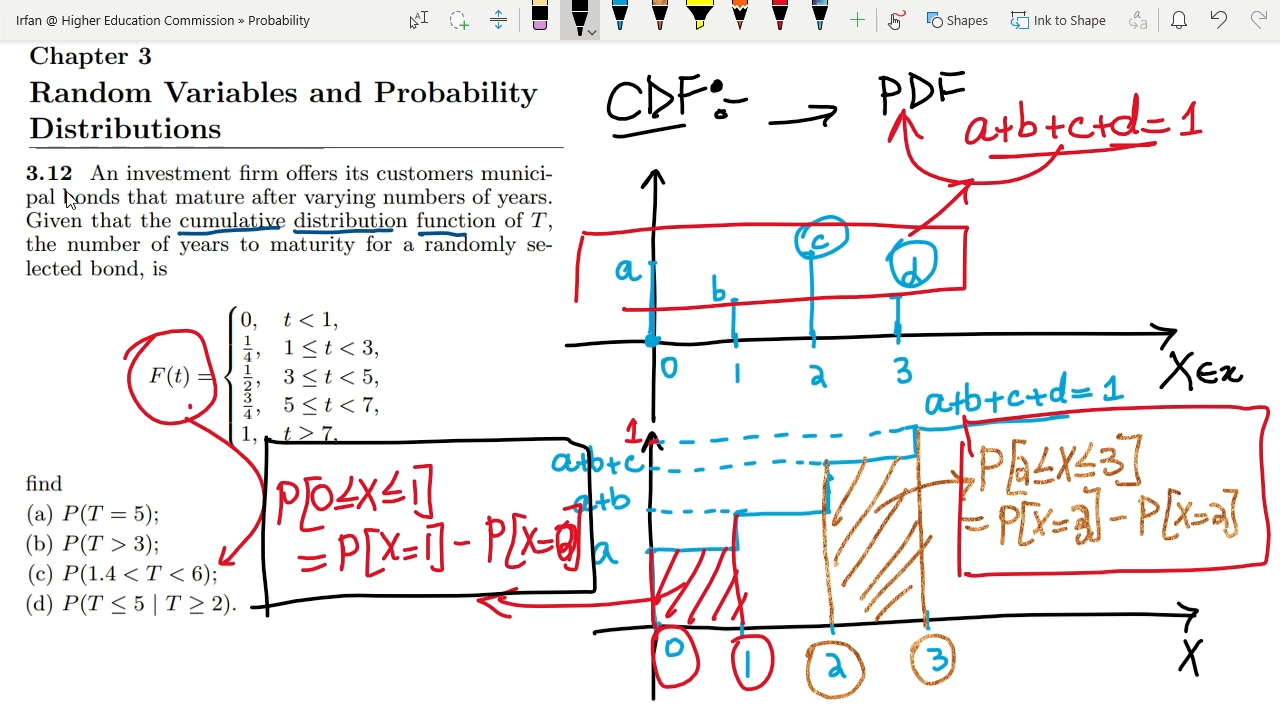 Irfan @ Higher Education Commission » Probability
Shapes
Ink to Shape
Chapter 3
Random Variables and Probability
Distributions
3.12 An investment firm offers its customers munici-
pal bonds that mature after varying numbers of years.
Given that the cumulative distribution function of T,
the number of years to maturity for a randomly se-
lected bond, is
F(t) =
0, t < 1,
1/4, 1 ≤ t < 3,
1/2, 3 ≤ t < 5,
3/4, 5 ≤ t < 7,
1, t ≥ 7,
find
(a) P(T = 5);
(b) P(T > 3);
(c) P(1.4 < T < 6);
(d) P(T ≤ 5 | T ≥ 2).
CDF:- → PDF
a+b+c+d=1
a
b
c
d
0 1 2 3
X∈x
a+b+c+d=1
1
a+b+c
a+b
a
0 1 2 3
X
P[0≤X≤1]
= P[X=1] - P[X=0]
P[2≤X≤3]
= P[X=3] - P[X=2]